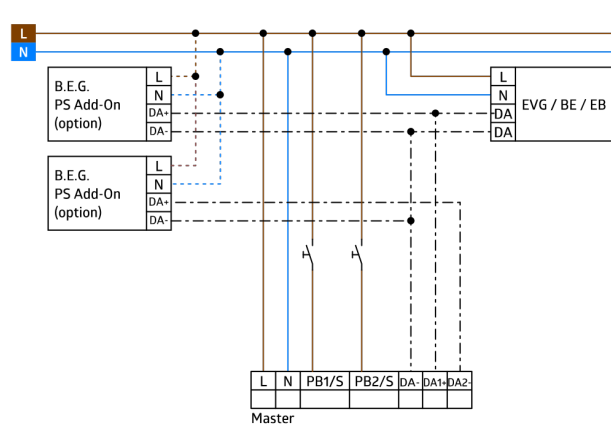 L
N
B.E.G.
PS Add-On
(option)
L
N
DA+
DA-
L
N
DA
DA
EVG / BE / EB
B.E.G.
PS Add-On
(option)
L
N
DA+
DA-
L N PB1/S PB2/S DA- DA1+ DA2-
Master